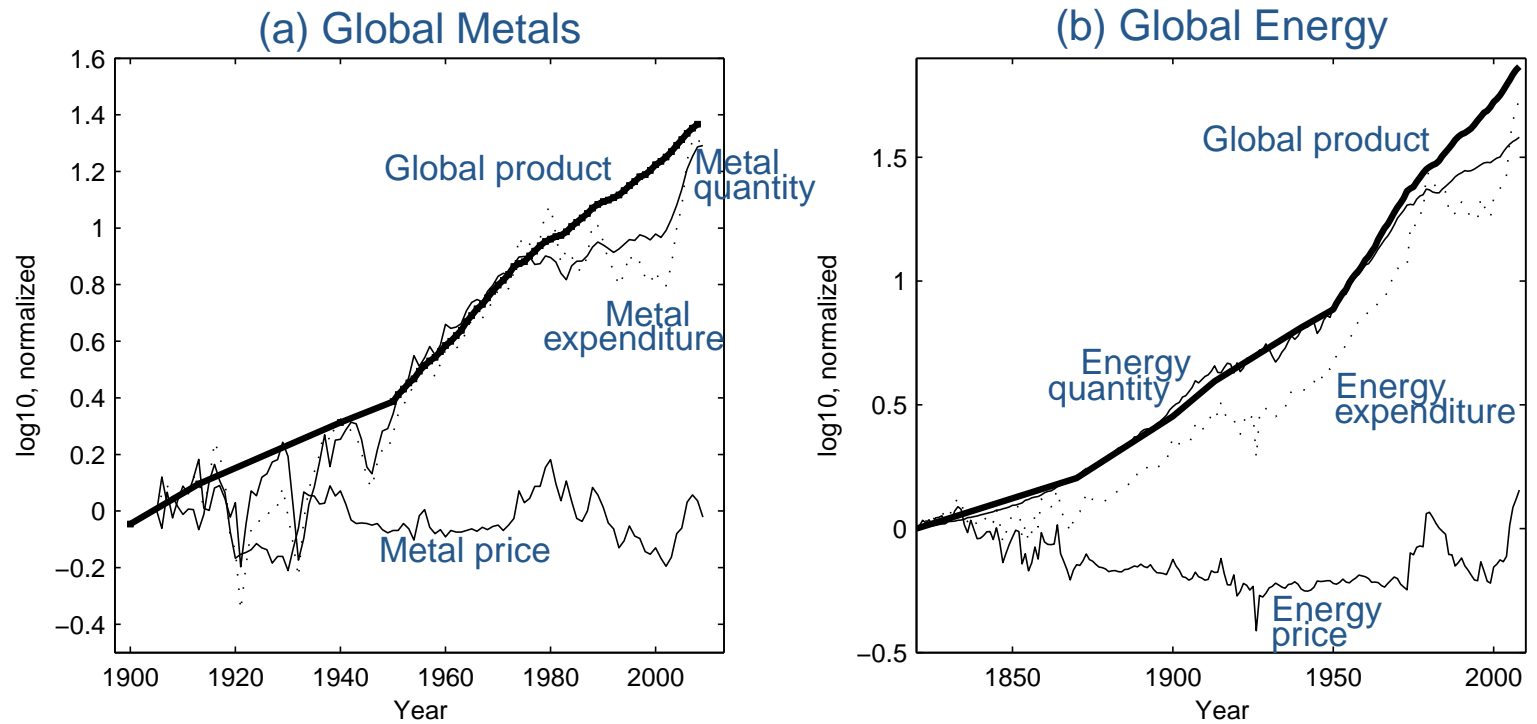 (a) Global Metals
1.6
1.4
1.2
1
0.8
0.6
0.4
0.2
0
−0.2
−0.4
log10, normalized
Global product
Metal
quantity
Metal
expenditure
Metal price
1900
1920
1940
1960
1980
2000
Year
(b) Global Energy
1.5
1
0.5
0
−0.5
log10, normalized
Global product
Energy
quantity
Energy
expenditure
Energy
price
1850
1900
1950
2000
Year